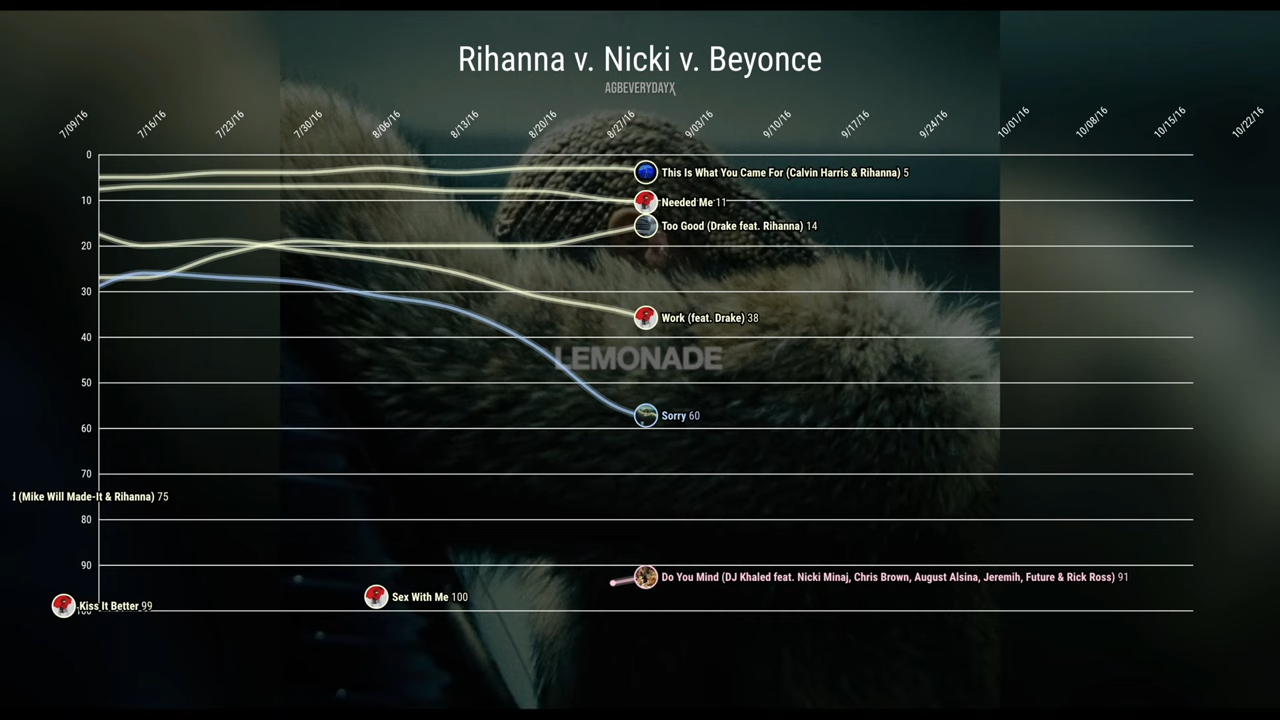 Rihanna v. Nicki v. Beyonce
AGBEVERYDAYX
7/09/16 7/16/16 7/23/16 7/30/16 8/06/16 8/13/16 8/20/16 8/27/16 9/03/16 9/10/16 9/17/16 9/24/16 10/01/16 10/08/16 10/15/16 10/22/16
0
This Is What You Came For (Calvin Harris & Rihanna) 5
10
Needed Me 11
Too Good (Drake feat. Rihanna) 14
20
30
Work (feat. Drake) 38
40
LEMONADE
50
Sorry 60
60
70
(Mike Will Made-It & Rihanna) 75
80
90
Do You Mind (DJ Khaled feat. Nicki Minaj, Chris Brown, August Alsina, Jeremih, Future & Rick Ross) 91
Sex With Me 100
Kiss It Better 99
100